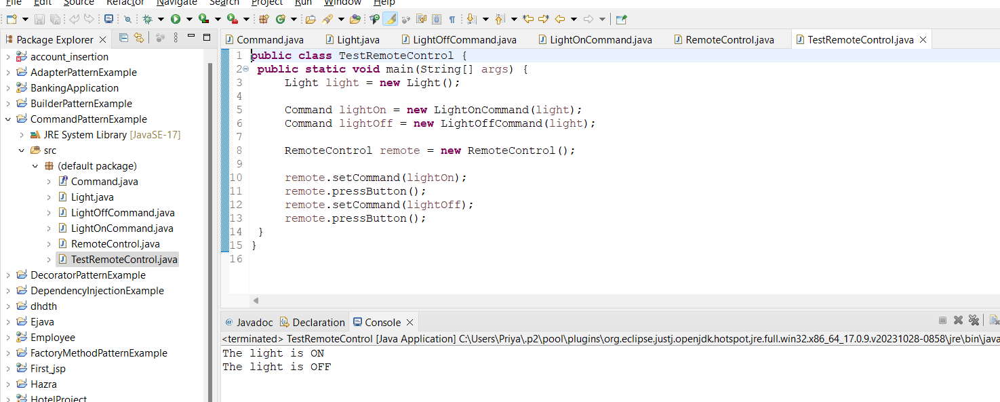 File Edit Source Refactor Navigate Search Project Run Window Help
Package Explorer
account_insertion
AdapterPatternExample
BankingApplication
BuilderPatternExample
CommandPatternExample
JRE System Library [JavaSE-17]
src
(default package)
Command.java
Light.java
LightOffCommand.java
LightOnCommand.java
RemoteControl.java
TestRemoteControl.java
DecoratorPatternExample
DependencyInjectionExample
dhdth
Ejava
Employee
FactoryMethodPatternExample
First_jsp
Hazra
HotelProject
Command.java Light.java LightOffCommand.java LightOnCommand.java RemoteControl.java TestRemoteControl.java
1 public class TestRemoteControl {
2 public static void main(String[] args) {
3 Light light = new Light();
4
5 Command lightOn = new LightOnCommand(light);
6 Command lightOff = new LightOffCommand(light);
7
8 RemoteControl remote = new RemoteControl();
9
10 remote.setCommand(lightOn);
11 remote.pressButton();
12 remote.setCommand(lightOff);
13 remote.pressButton();
14 }
15 }
16
@ Javadoc Declaration Console
<terminated> TestRemoteControl [Java Application] C:\Users\Priya\.p2\pool\plugins\org.eclipse.justj.openjdk.hotspot.jre.full.win32.x86_64_17.0.9.v20231028-0858\jre\bin\java
The light is ON
The light is OFF